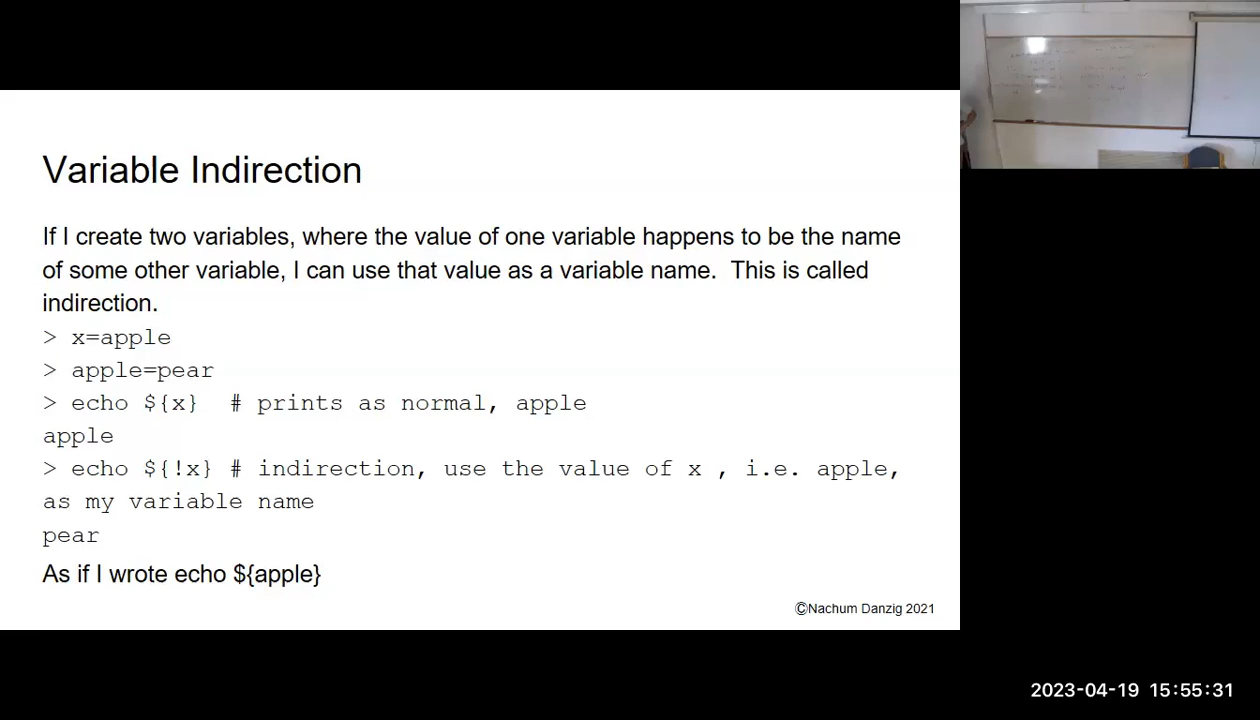 Variable Indirection
If I create two variables, where the value of one variable happens to be the name
of some other variable, I can use that value as a variable name.  This is called
indirection.
> x=apple
> apple=pear
> echo ${x}  # prints as normal, apple
apple
> echo ${!x} # indirection, use the value of x , i.e. apple,
as my variable name
pear
As if I wrote echo ${apple}
©Nachum Danzig 2021
2023-04-19 15:55:31